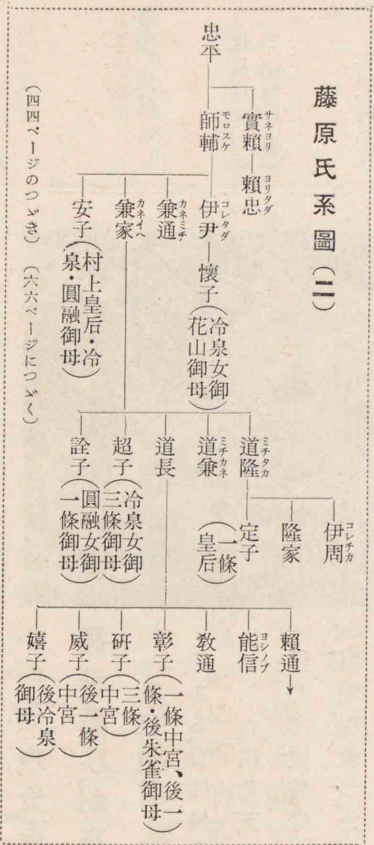 藤原氏系圖(二)
忠平
實頼 サネヨリ
頼忠 ヨリタダ
師輔 モロスケ
伊尹 コレタダ
懷子(冷泉女御 花山御母)
兼通 カネミチ
兼家 カネイヘ
安子(村上皇后・冷泉・圓融御母)
道隆 ミチタカ
道兼 ミチカネ
道長
超子(冷泉女御 三條御母)
詮子(圓融女御 一條御母)
伊周 コレチカ
隆家
定子(一條皇后)
頼通
能信 ヨシノブ
教通
彰子(一條中宮、後一條・後朱雀御母)
硏子(三條中宮)
威子(後一條中宮)
嬉子(後冷泉御母)
(四四ページのつゞき)(六六ページにつゞく)